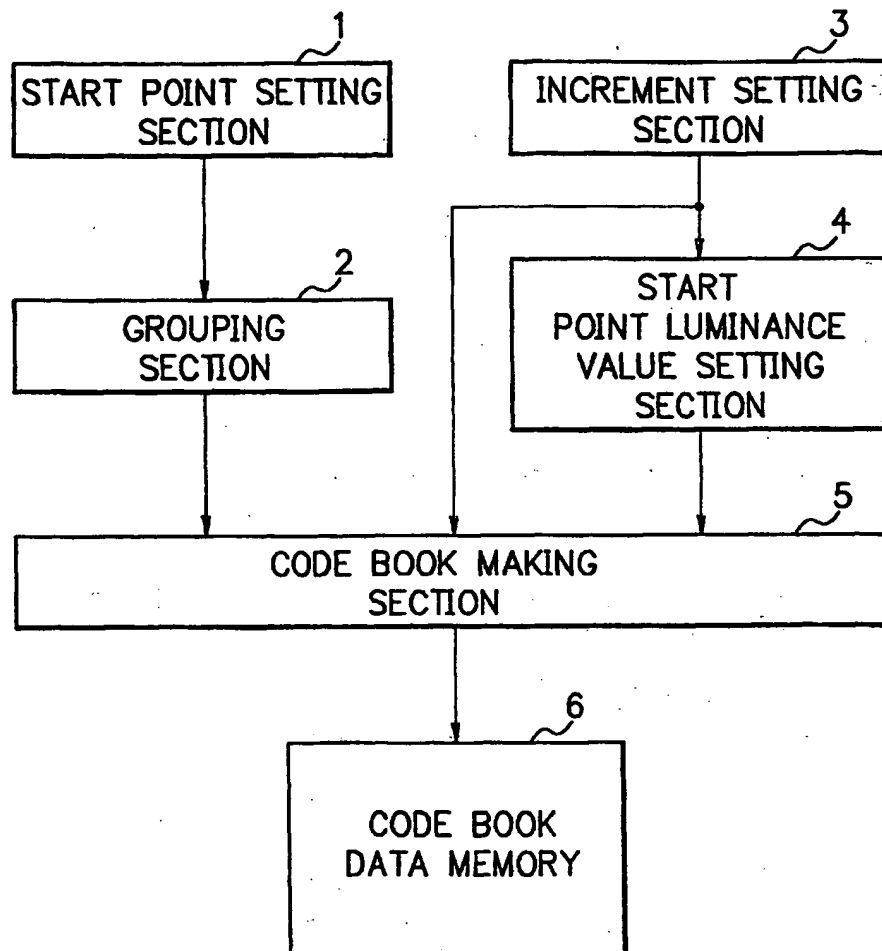 1
START POINT SETTING
SECTION
3
INCREMENT SETTING
SECTION
2
GROUPING
SECTION
4
START
POINT LUMINANCE
VALUE SETTING
SECTION
5
CODE BOOK MAKING
SECTION
6
CODE BOOK
DATA MEMORY